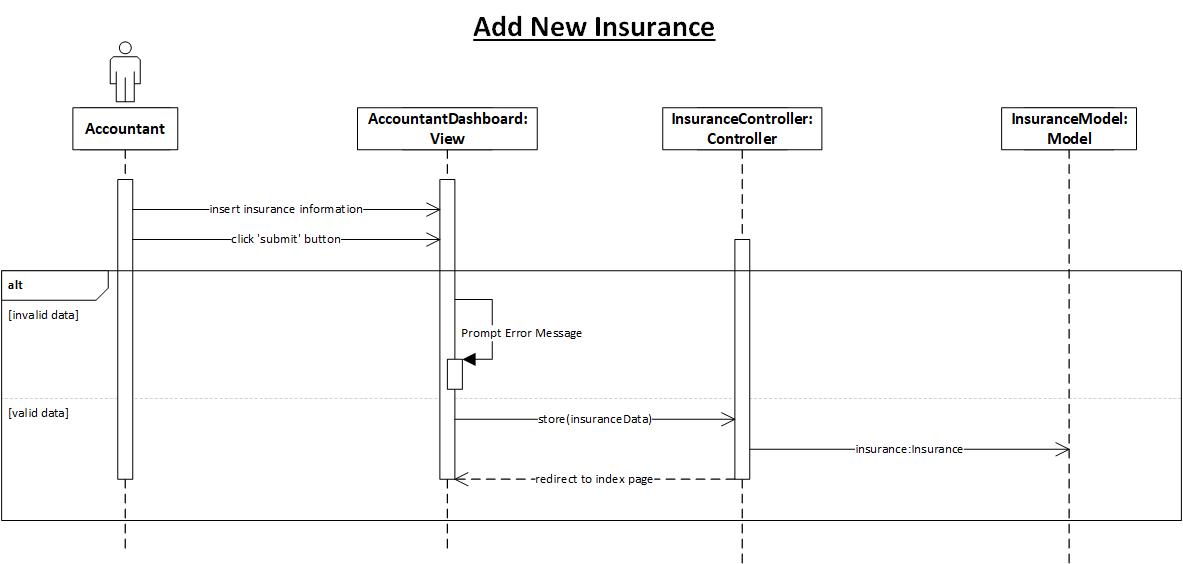 Add New Insurance
Accountant
AccountantDashboard:
View
InsuranceController:
Controller
InsuranceModel:
Model
insert insurance information
click 'submit' button
alt
[invalid data]
Prompt Error Message
[valid data]
store(insuranceData)
insurance:Insurance
redirect to index page